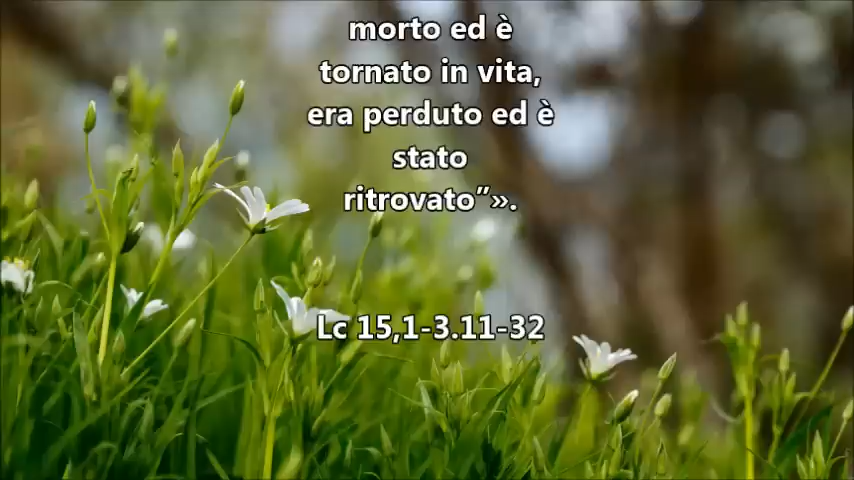 morto ed è
tornato in vita,
era perduto ed è
stato
ritrovato”».
Lc 15,1-3.11-32